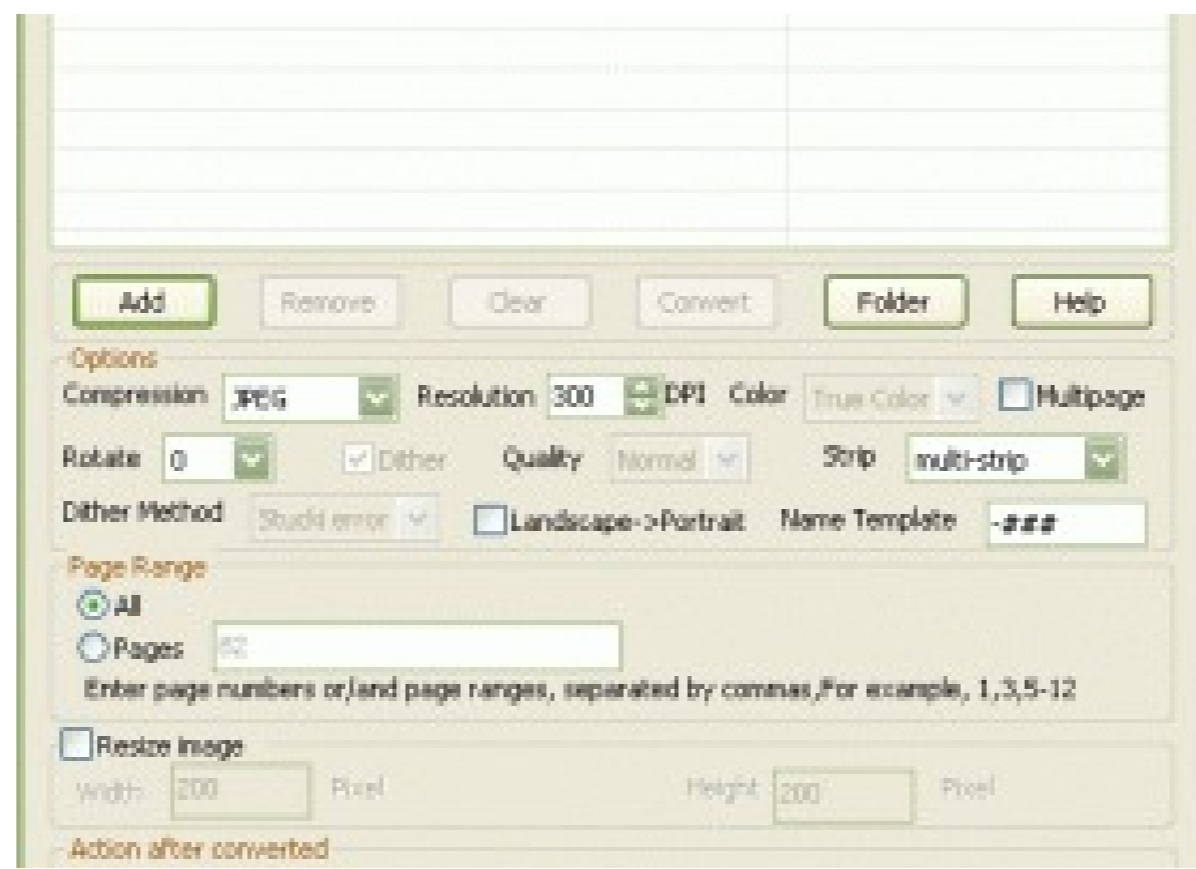 Add Remove Clear Convert Folder Help
Options
Compression JPEG Resolution 300 DPI Color True Color Multipage
Rotate 0 Dither Quality Normal Strip multi-strip
Dither Method Stucki error Landscape->Portrait Name Template -###
Page Range
All
Pages 62
Enter page numbers or/and page ranges, separated by commas,For example, 1,3,5-12
Resize image
Width 200 Pixel Height 200 Pixel
Action after converted